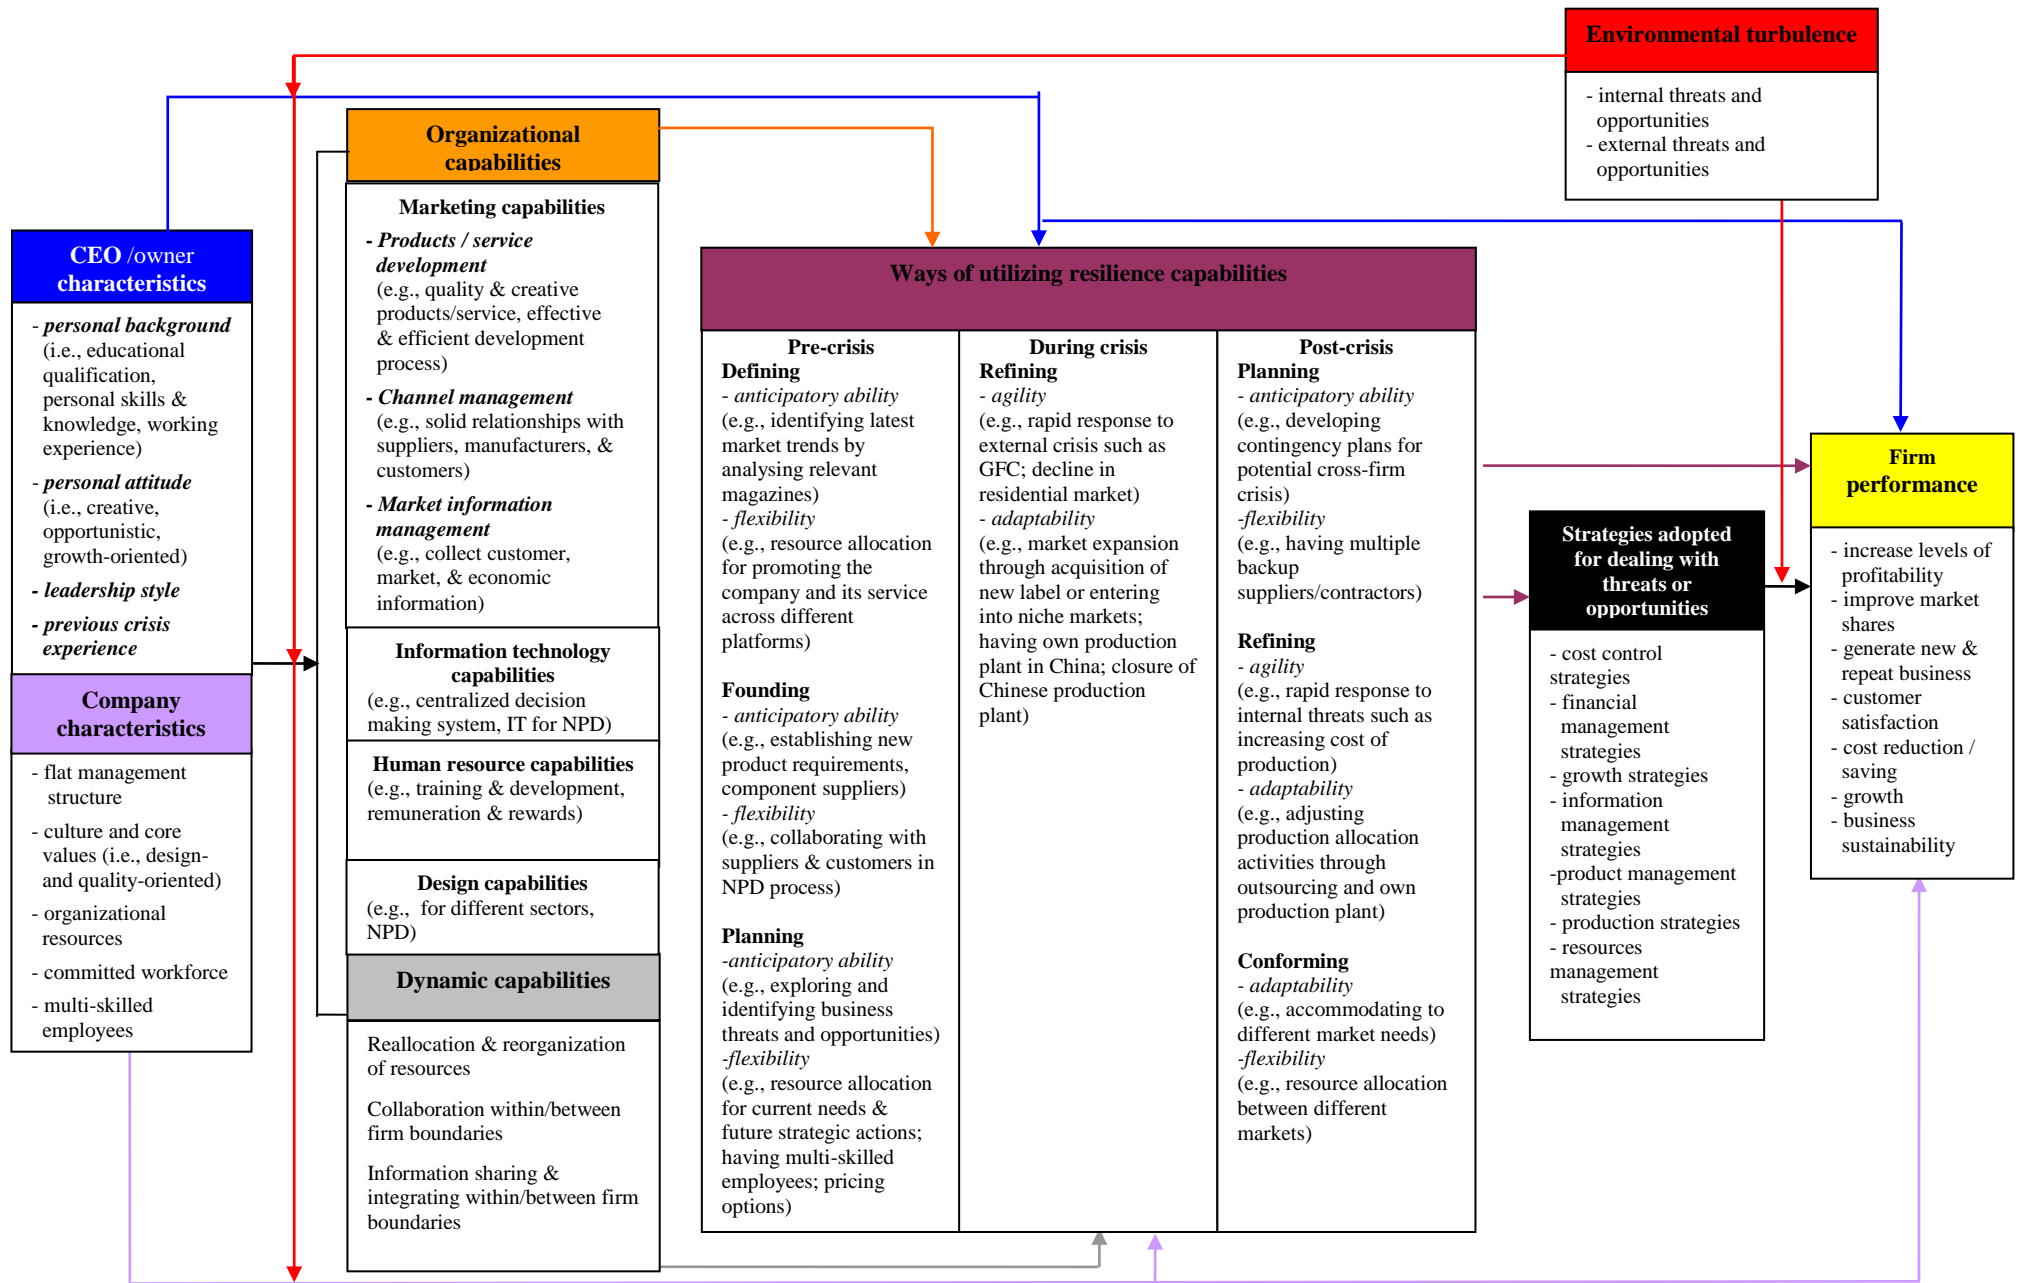 Environmental turbulence
- internal threats and
opportunities
- external threats and
opportunities
CEO /owner
characteristics
- personal background
(i.e., educational
qualification,
personal skills &
knowledge, working
experience)
- personal attitude
(i.e., creative,
opportunistic,
growth-oriented)
- leadership style
- previous crisis
experience
Company
characteristics
- flat management
structure
- culture and core
values (i.e., design-
and quality-oriented)
- organizational
resources
- committed workforce
- multi-skilled
employees
Organizational
capabilities
Marketing capabilities
- Products / service
development
(e.g., quality & creative
products/service, effective
& efficient development
process)
- Channel management
(e.g., solid relationships with
suppliers, manufacturers, &
customers)
- Market information
management
(e.g., collect customer,
market, & economic
information)
Information technology
capabilities
(e.g., centralized decision
making system, IT for NPD)
Human resource capabilities
(e.g., training & development,
remuneration & rewards)
Design capabilities
(e.g.,  for different sectors,
NPD)
Dynamic capabilities
Reallocation & reorganization
of resources
Collaboration within/between
firm boundaries
Information sharing &
integrating within/between firm
boundaries
Ways of utilizing resilience capabilities
Pre-crisis
Defining
- anticipatory ability
(e.g., identifying latest
market trends by
analysing relevant
magazines)
- flexibility
(e.g., resource allocation
for promoting the
company and its service
across different
platforms)
Founding
- anticipatory ability
(e.g., establishing new
product requirements,
component suppliers)
- flexibility
(e.g., collaborating with
suppliers & customers in
NPD process)
Planning
-anticipatory ability
(e.g., exploring and
identifying business
threats and opportunities)
-flexibility
(e.g., resource allocation
for current needs &
future strategic actions;
having multi-skilled
employees; pricing
options)
During crisis
Refining
- agility
(e.g., rapid response to
external crisis such as
GFC; decline in
residential market)
- adaptability
(e.g., market expansion
through acquisition of
new label or entering
into niche markets;
having own production
plant in China; closure of
Chinese production
plant)
Post-crisis
Planning
- anticipatory ability
(e.g., developing
contingency plans for
potential cross-firm
crisis)
-flexibility
(e.g., having multiple
backup
suppliers/contractors)
Refining
- agility
(e.g., rapid response to
internal threats such as
increasing cost of
production)
- adaptability
(e.g., adjusting
production allocation
activities through
outsourcing and own
production plant)
Conforming
- adaptability
(e.g., accommodating to
different market needs)
-flexibility
(e.g., resource allocation
between different
markets)
Strategies adopted
for dealing with
threats or
opportunities
- cost control
strategies
- financial
management
strategies
- growth strategies
- information
management
strategies
-product management
strategies
- production strategies
- resources
management
strategies
Firm
performance
- increase levels of
profitability
- improve market
shares
- generate new &
repeat business
- customer
satisfaction
- cost reduction /
saving
- growth
- business
sustainability